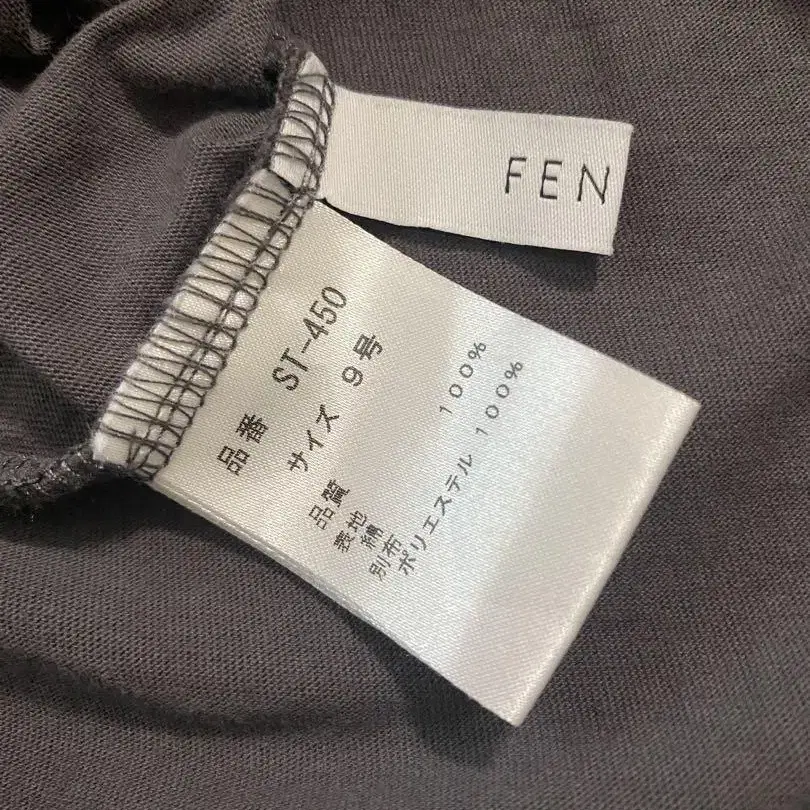 FEN
品番 ST-450
サイズ 9号
品質
表地
綿 100%
別布
ポリエステル 100%